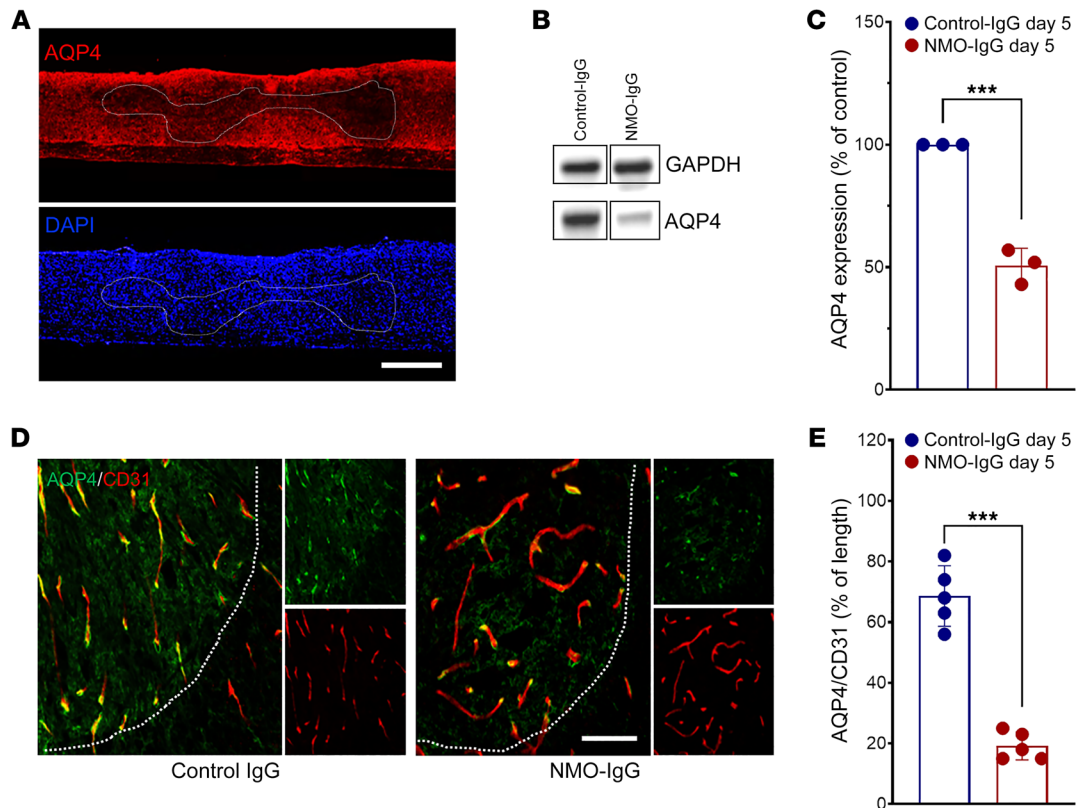 A
AQP4
DAPI
B
Control-IgG
NMO-IgG
GAPDH
AQP4
C
Control-IgG day 5
NMO-IgG day 5
***
AQP4 expression (% of control)
150
100
50
0
D
AQP4/CD31
Control IgG
NMO-IgG
E
Control-IgG day 5
NMO-IgG day 5
***
AQP4/CD31 (% of length)
120
100
80
60
40
20
0